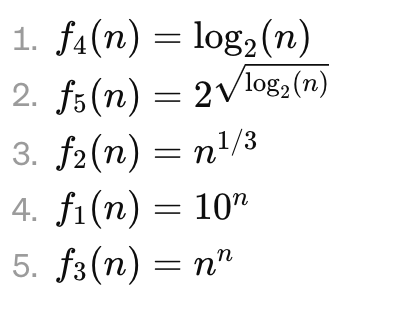 1. f₄(n) = log₂(n)
2. f₅(n) = 2^√(log₂(n))
3. f₂(n) = n^{1/3}
4. f₁(n) = 10ⁿ
5. f₃(n) = nⁿ